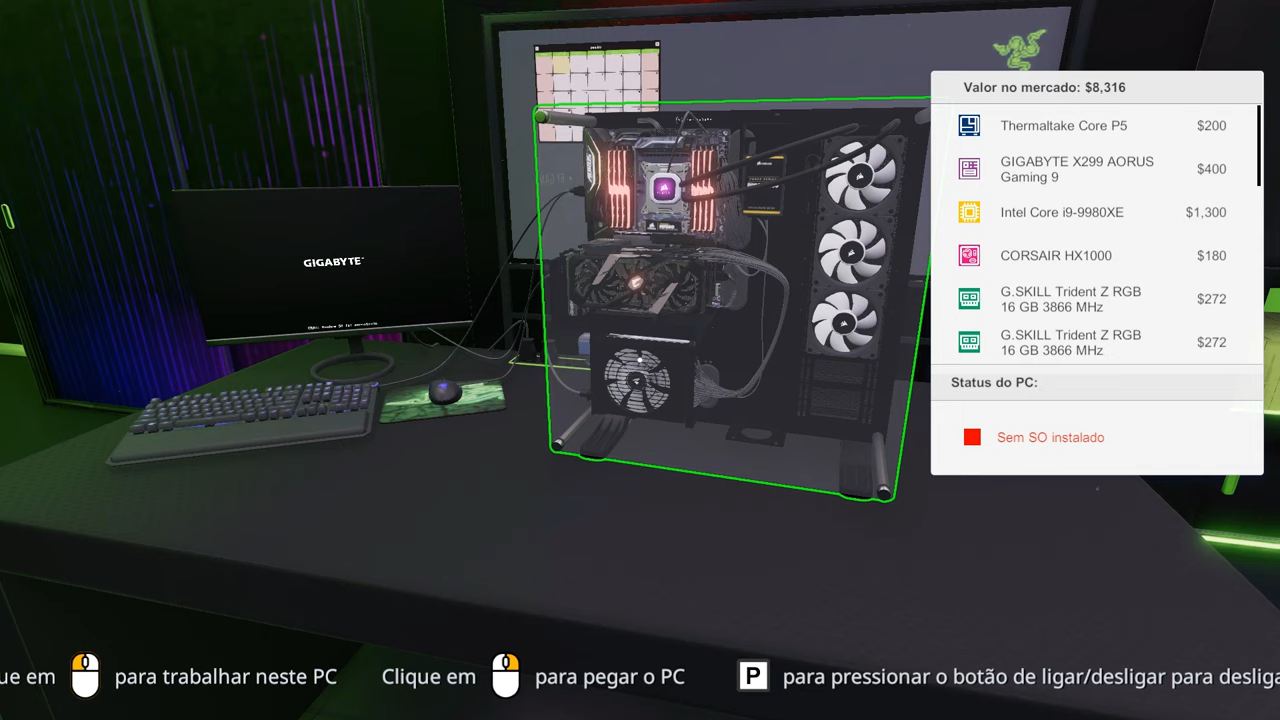 Valor no mercado: $8,316
Thermaltake Core P5 $200
GIGABYTE X299 AORUS
Gaming 9 $400
Intel Core i9-9980XE $1,300
CORSAIR HX1000 $180
G.SKILL Trident Z RGB
16 GB 3866 MHz $272
G.SKILL Trident Z RGB
16 GB 3866 MHz $272
Status do PC:
Sem SO instalado
GIGABYTE
ue em para trabalhar neste PC Clique em para pegar o PC P para pressionar o botão de ligar/desligar para desliga